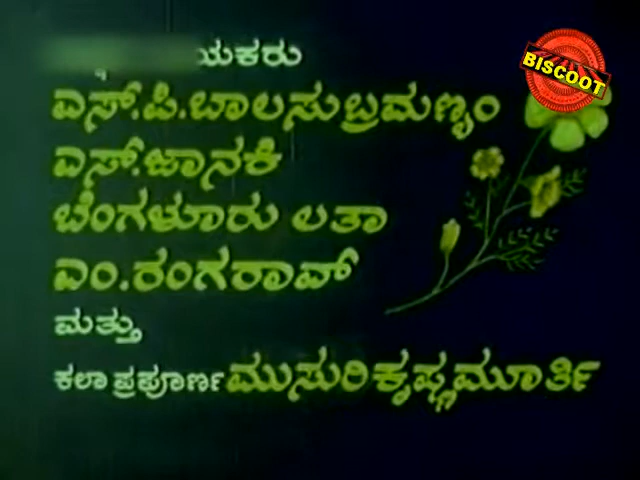 BISCOOT
ಯಕರು
ಎಸ್.ಪಿ.ಬಾಲಸುಬ್ರಮಣ್ಯಂ
ಎಸ್.ಜಾನಕಿ
ಬೆಂಗಳೂರು ಲತಾ
ಎಂ.ರಂಗರಾವ್
ಮತ್ತು
ಕಲಾ ಪ್ರಪೂರ್ಣ ಮುಸುರಿಕೃಷ್ಣಮೂರ್ತಿ